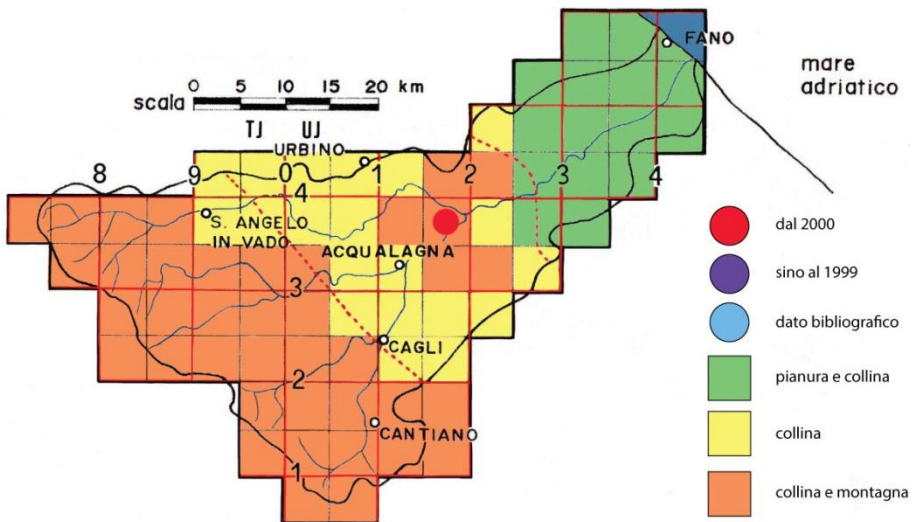 FANO
mare
adriatico
scala 0 5 10 15 20 km
TJ UJ
URBINO
8 9 0 1 2 3 4
4
S. ANGELO
IN VADO
ACQUALAGNA
3
CAGLI
2
CANTIANO
1
dal 2000
sino al 1999
dato bibliografico
pianura e collina
collina
collina e montagna